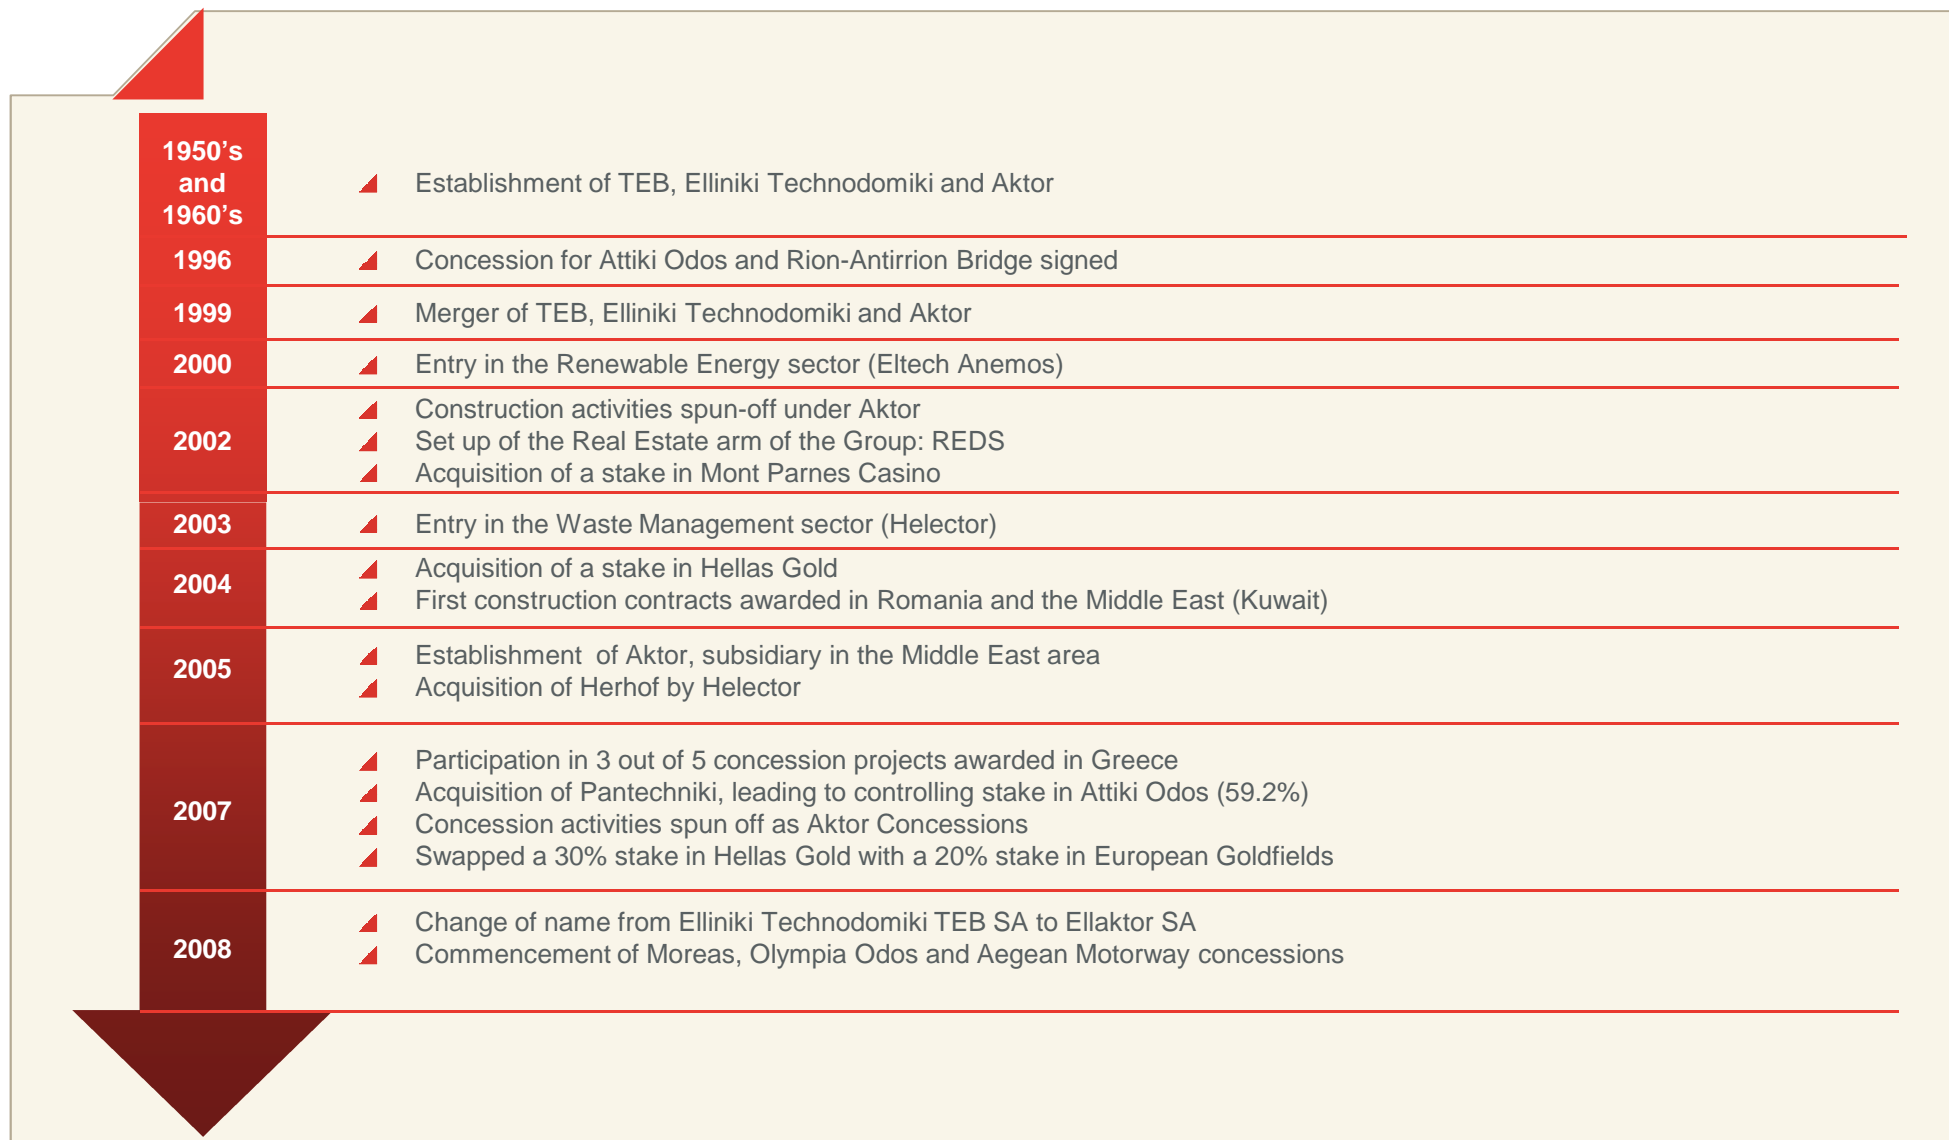 1950’s
and
1960’s
Establishment of TEB, Elliniki Technodomiki and Aktor
1996
Concession for Attiki Odos and Rion-Antirrion Bridge signed
1999
Merger of TEB, Elliniki Technodomiki and Aktor
2000
Entry in the Renewable Energy sector (Eltech Anemos)
2002
Construction activities spun-off under Aktor
Set up of the Real Estate arm of the Group: REDS
Acquisition of a stake in Mont Parnes Casino
2003
Entry in the Waste Management sector (Helector)
2004
Acquisition of a stake in Hellas Gold
First construction contracts awarded in Romania and the Middle East (Kuwait)
2005
Establishment  of Aktor, subsidiary in the Middle East area
Acquisition of Herhof by Helector
2007
Participation in 3 out of 5 concession projects awarded in Greece
Acquisition of Pantechniki, leading to controlling stake in Attiki Odos (59.2%)
Concession activities spun off as Aktor Concessions
Swapped a 30% stake in Hellas Gold with a 20% stake in European Goldfields
2008
Change of name from Elliniki Technodomiki TEB SA to Ellaktor SA
Commencement of Moreas, Olympia Odos and Aegean Motorway concessions